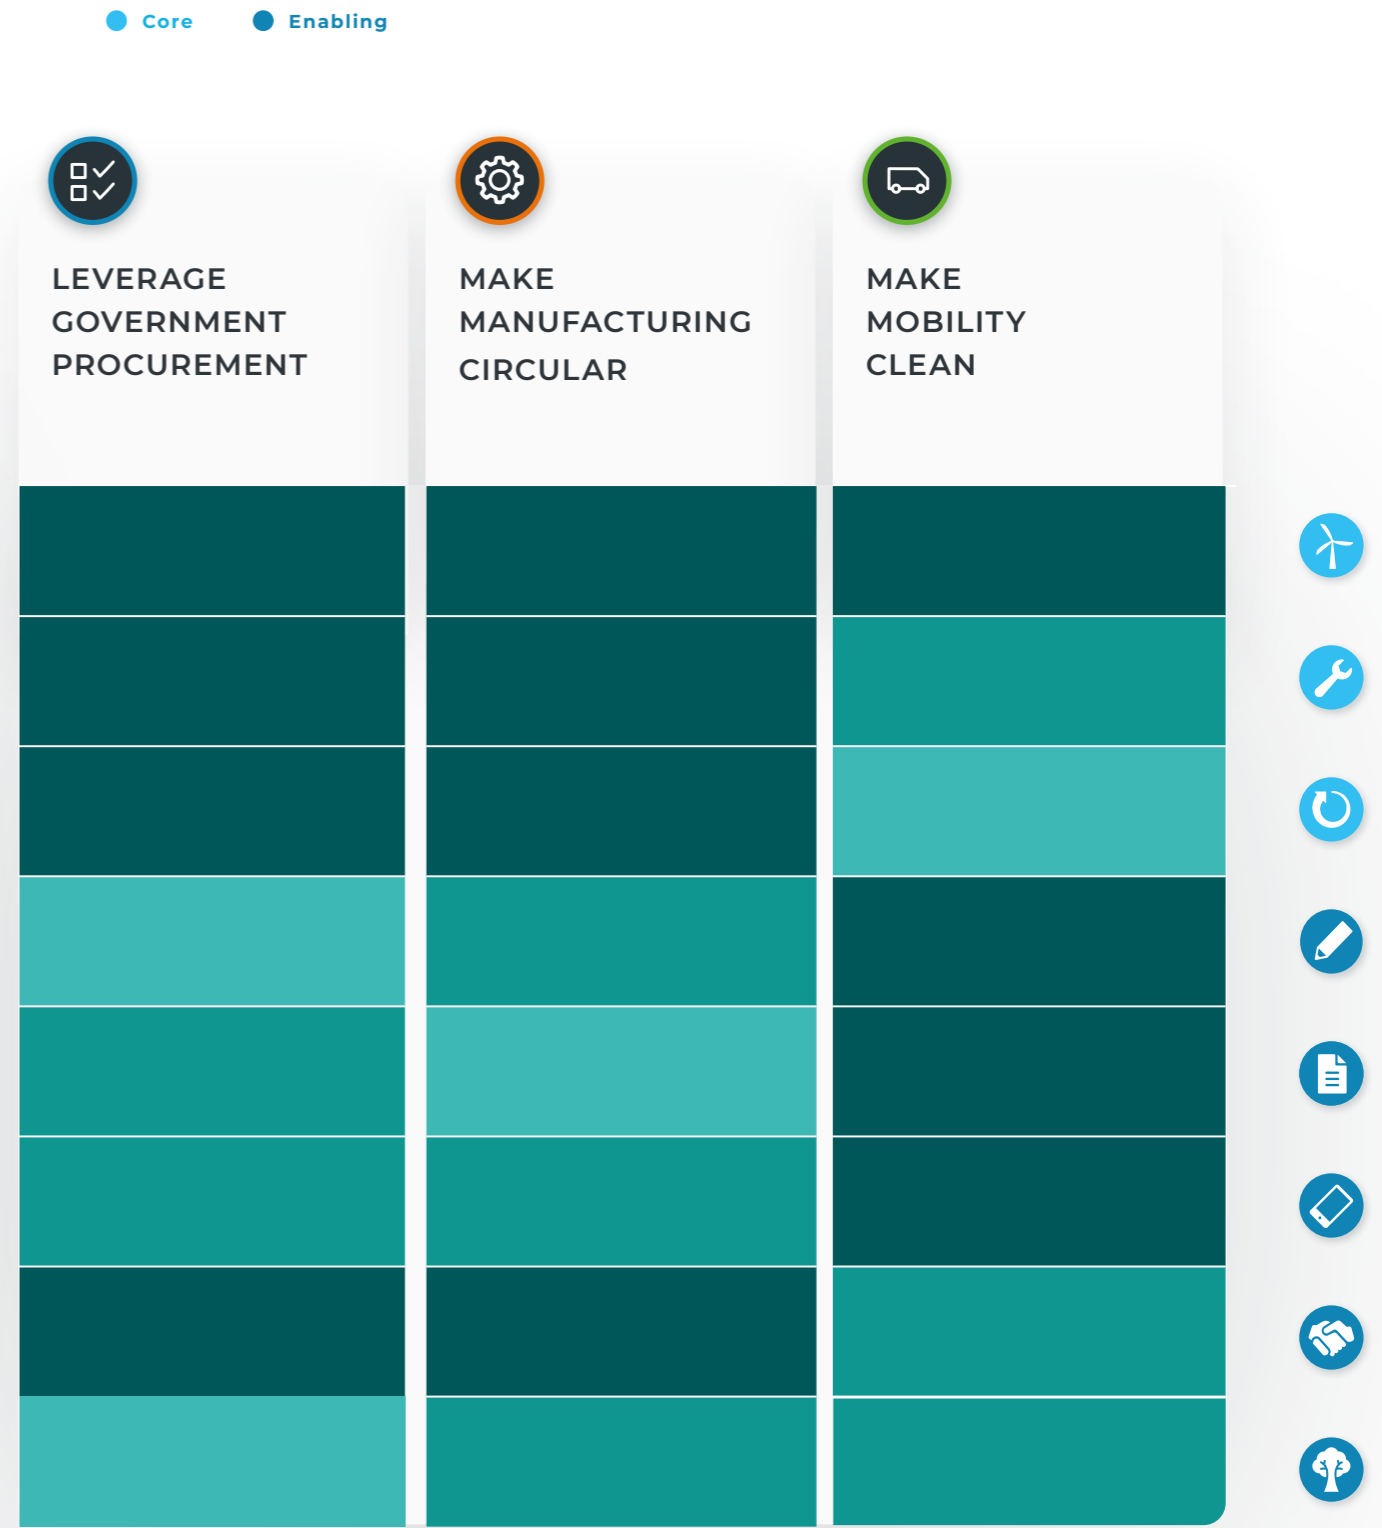 Core Enabling
LEVERAGE
GOVERNMENT
PROCUREMENT
MAKE
MANUFACTURING
CIRCULAR
MAKE
MOBILITY
CLEAN